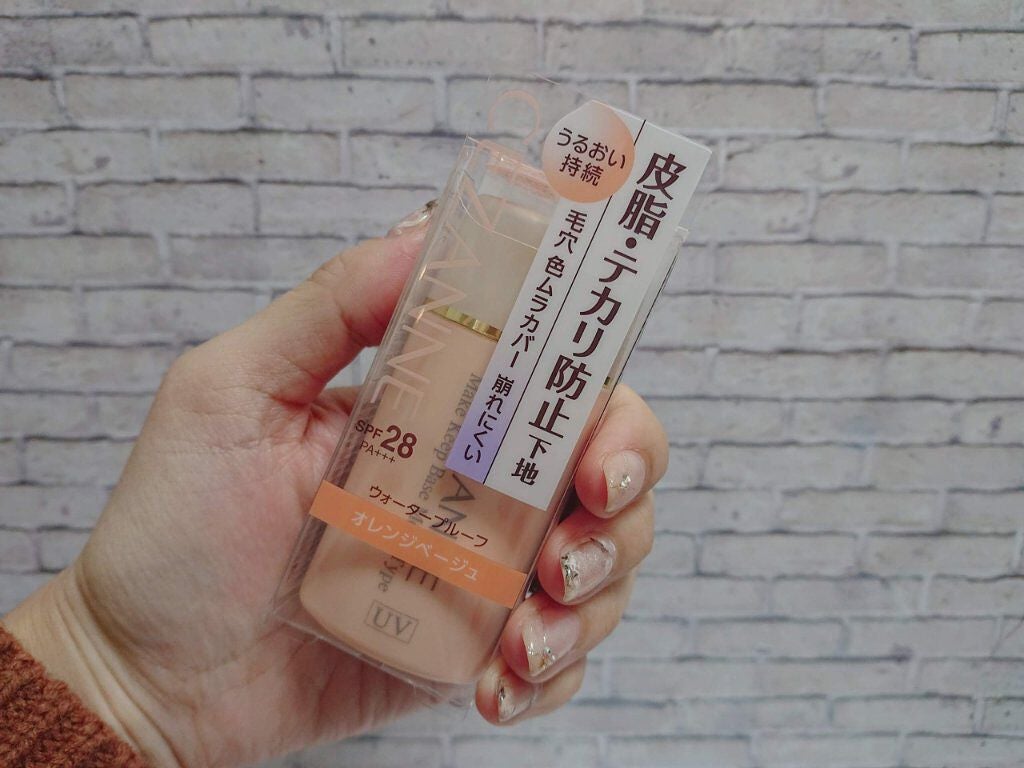 うるおい
持続
皮脂・テカリ防止下地
毛穴 色ムラカバー 崩れにくい
CEZANNE
SPF28
PA+++
Make Keep Base
Type
ウォータープルーフ
オレンジベージュ
UV